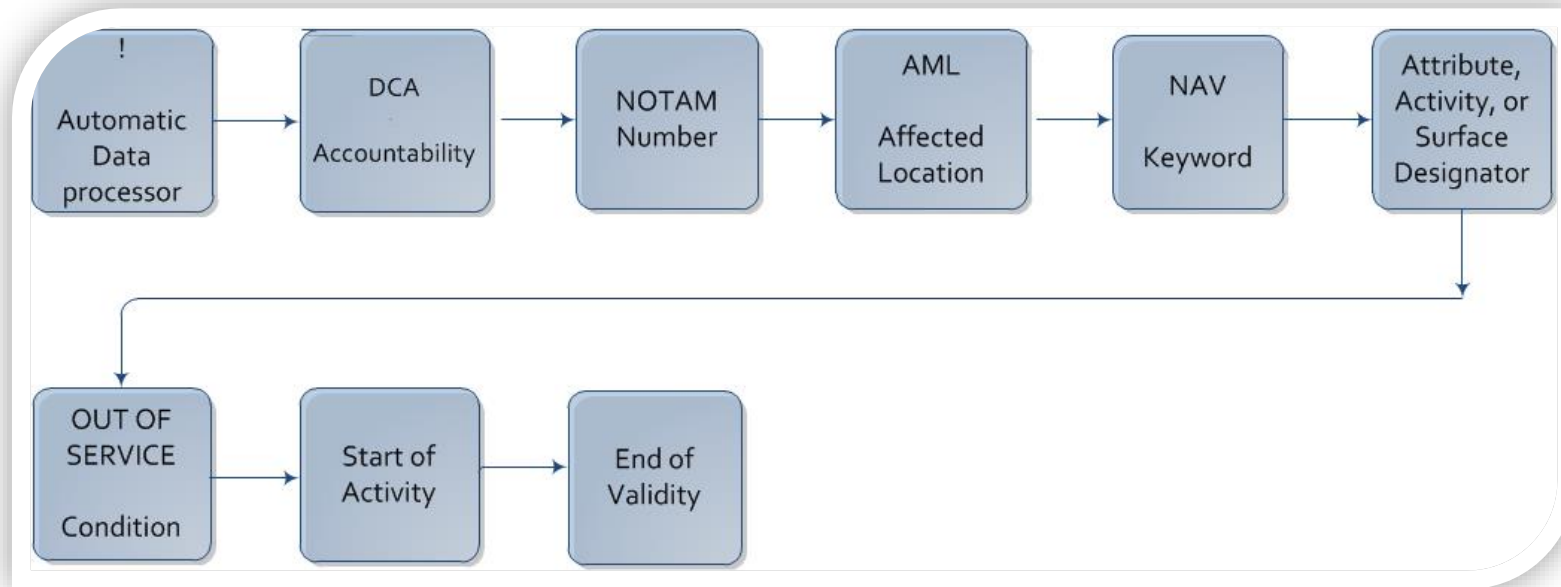 !
Automatic
Data
processor
DCA
Accountability
NOTAM
Number
AML
Affected
Location
NAV
Keyword
Attribute,
Activity, or
Surface
Designator
OUT OF
SERVICE
Condition
Start of
Activity
End of
Validity